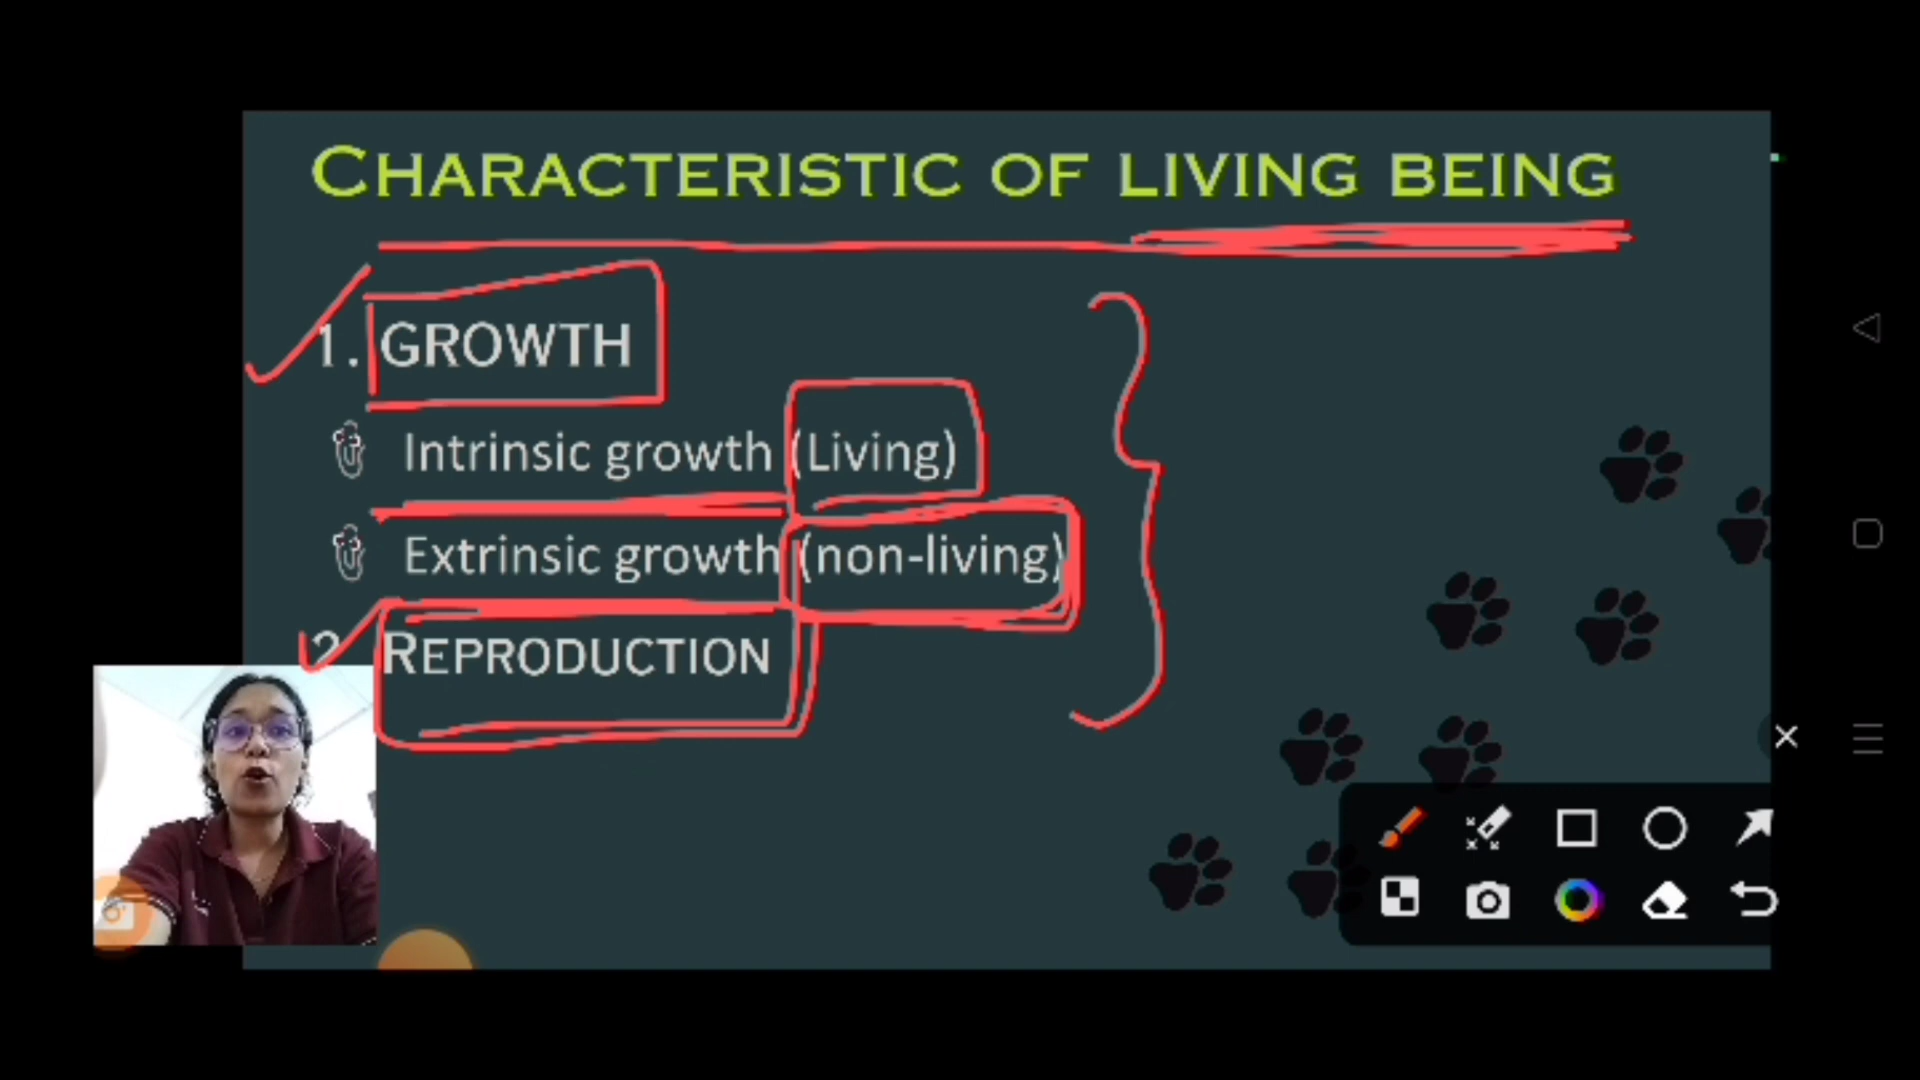 CHARACTERISTIC OF LIVING BEING
1. GROWTH
Intrinsic growth (Living)
Extrinsic growth (non-living)
2. REPRODUCTION